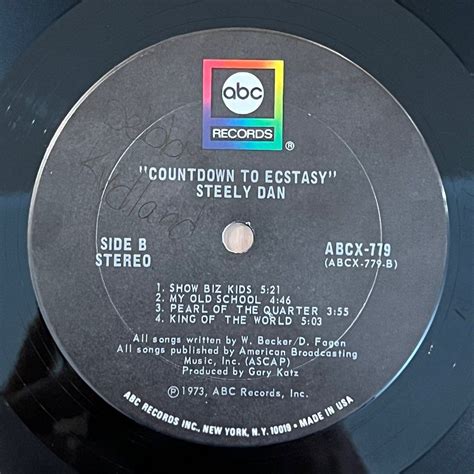 abc
RECORDS
®
"COUNTDOWN TO ECSTASY"
STEELY DAN
SIDE B
STEREO
ABCX-779
(ABCX-779-B)
1. SHOW BIZ KIDS 5:21
2. MY OLD SCHOOL 4:46
3. PEARL OF THE QUARTER 3:55
4. KING OF THE WORLD 5:03
All songs written by W. Becker/D. Fagen
All songs published by American Broadcasting
Music, Inc. (ASCAP)
Produced by Gary Katz
℗1973, ABC Records, Inc.
ABC RECORDS INC., NEW YORK, N.Y. 10019 • MADE IN USA